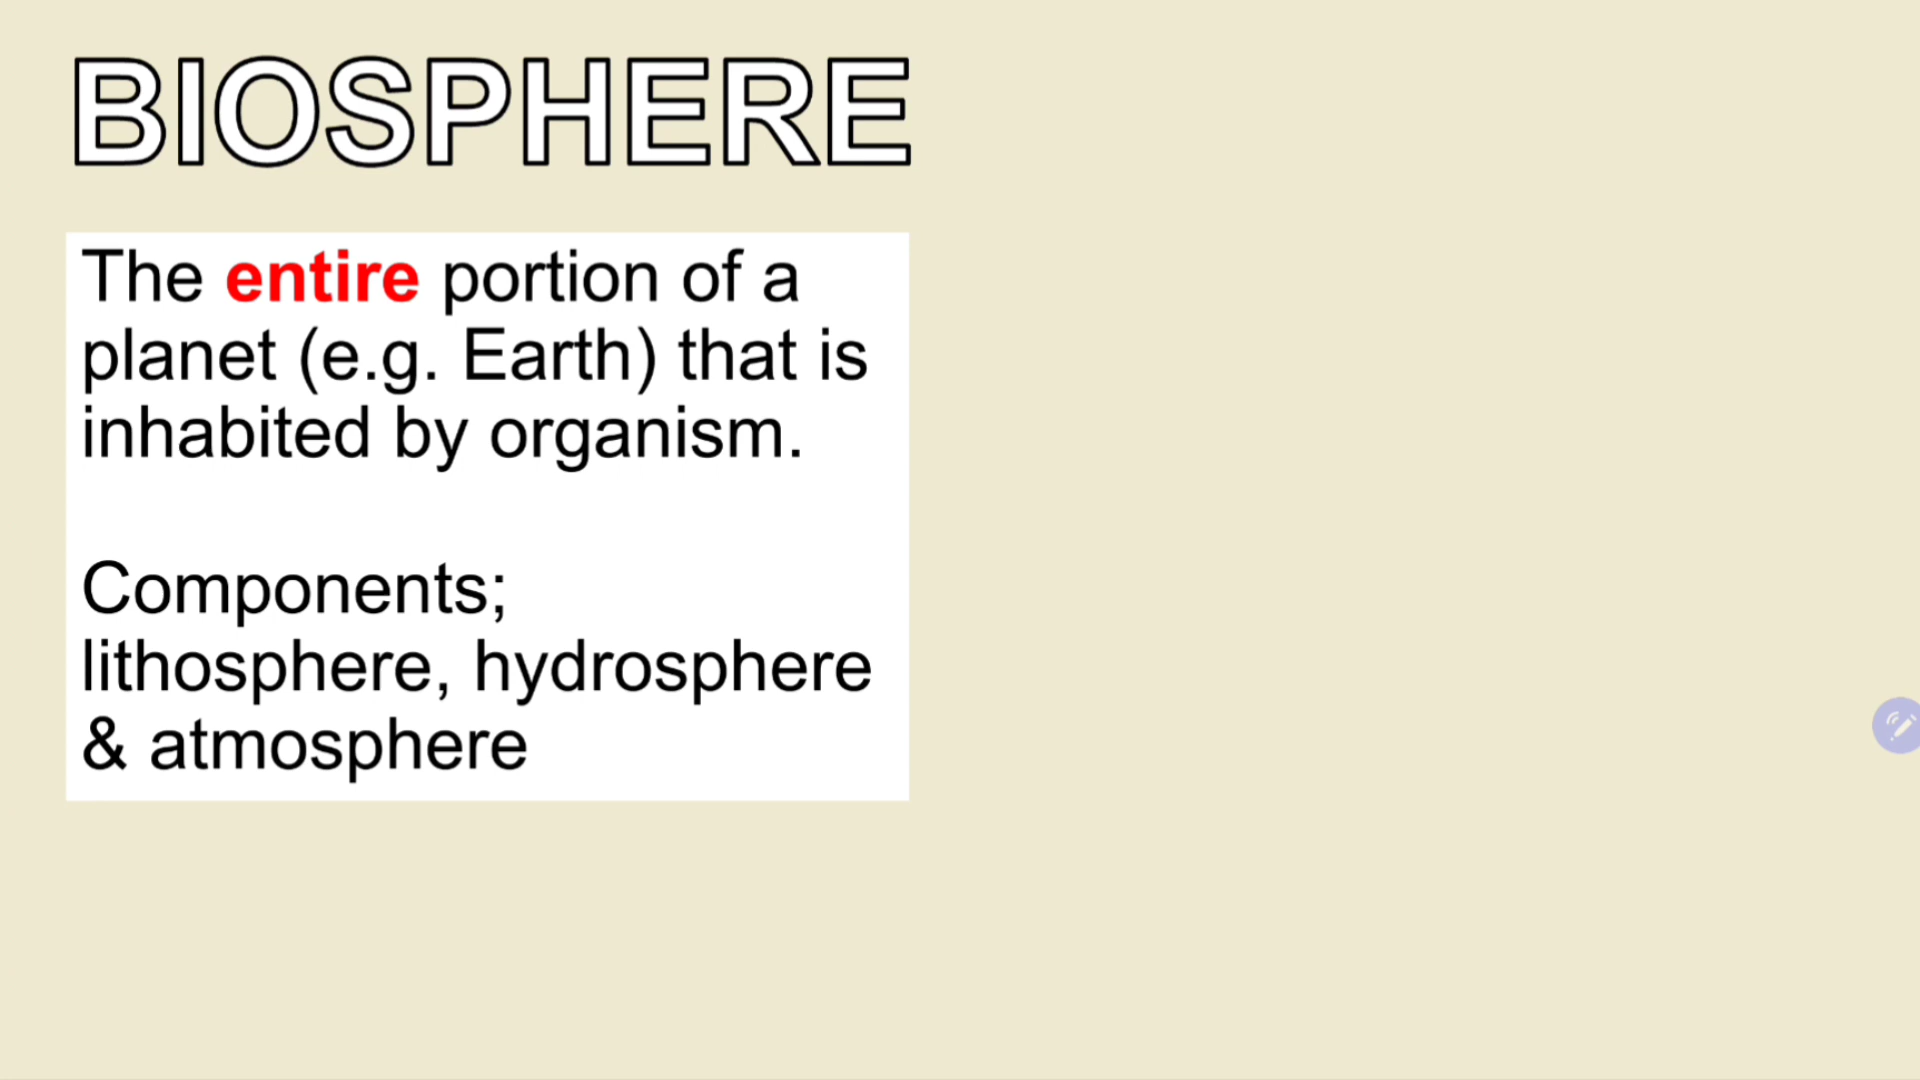 BIOSPHERE
The entire portion of a
planet (e.g. Earth) that is
inhabited by organism.
Components;
lithosphere, hydrosphere
& atmosphere